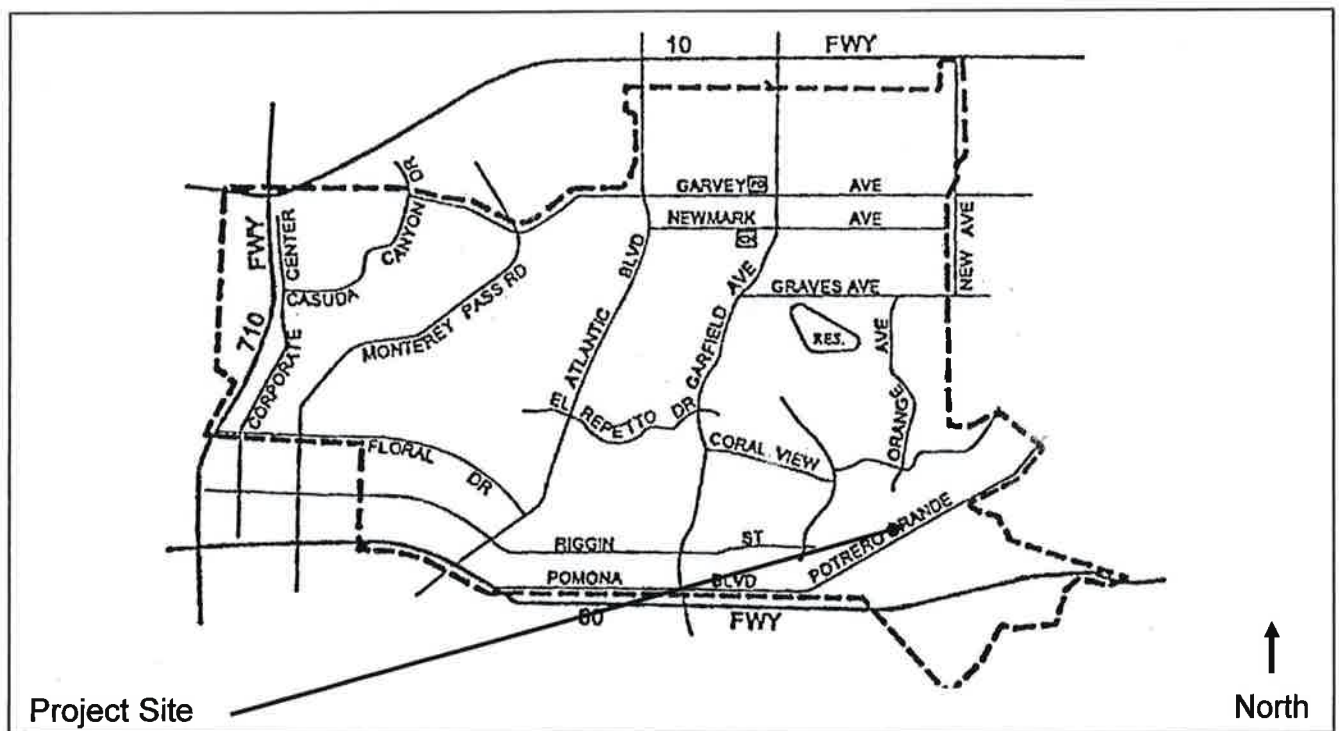 10 FWY
GARVEY AVE
NEWMARK AVE
NEW AVE
GRAVES AVE
RES.
ORANGE AVE
GARFIELD AVE
ATLANTIC BLVD
CANYON DR
CASUDA
MONTEREY PASS RD
710 FWY
CORPORATE CENTER
EL REPETTO DR
CORAL VIEW
FLORAL DR
RIGGIN ST
POTRERO GRANDE
POMONA BLVD
60 FWY
Project Site
North